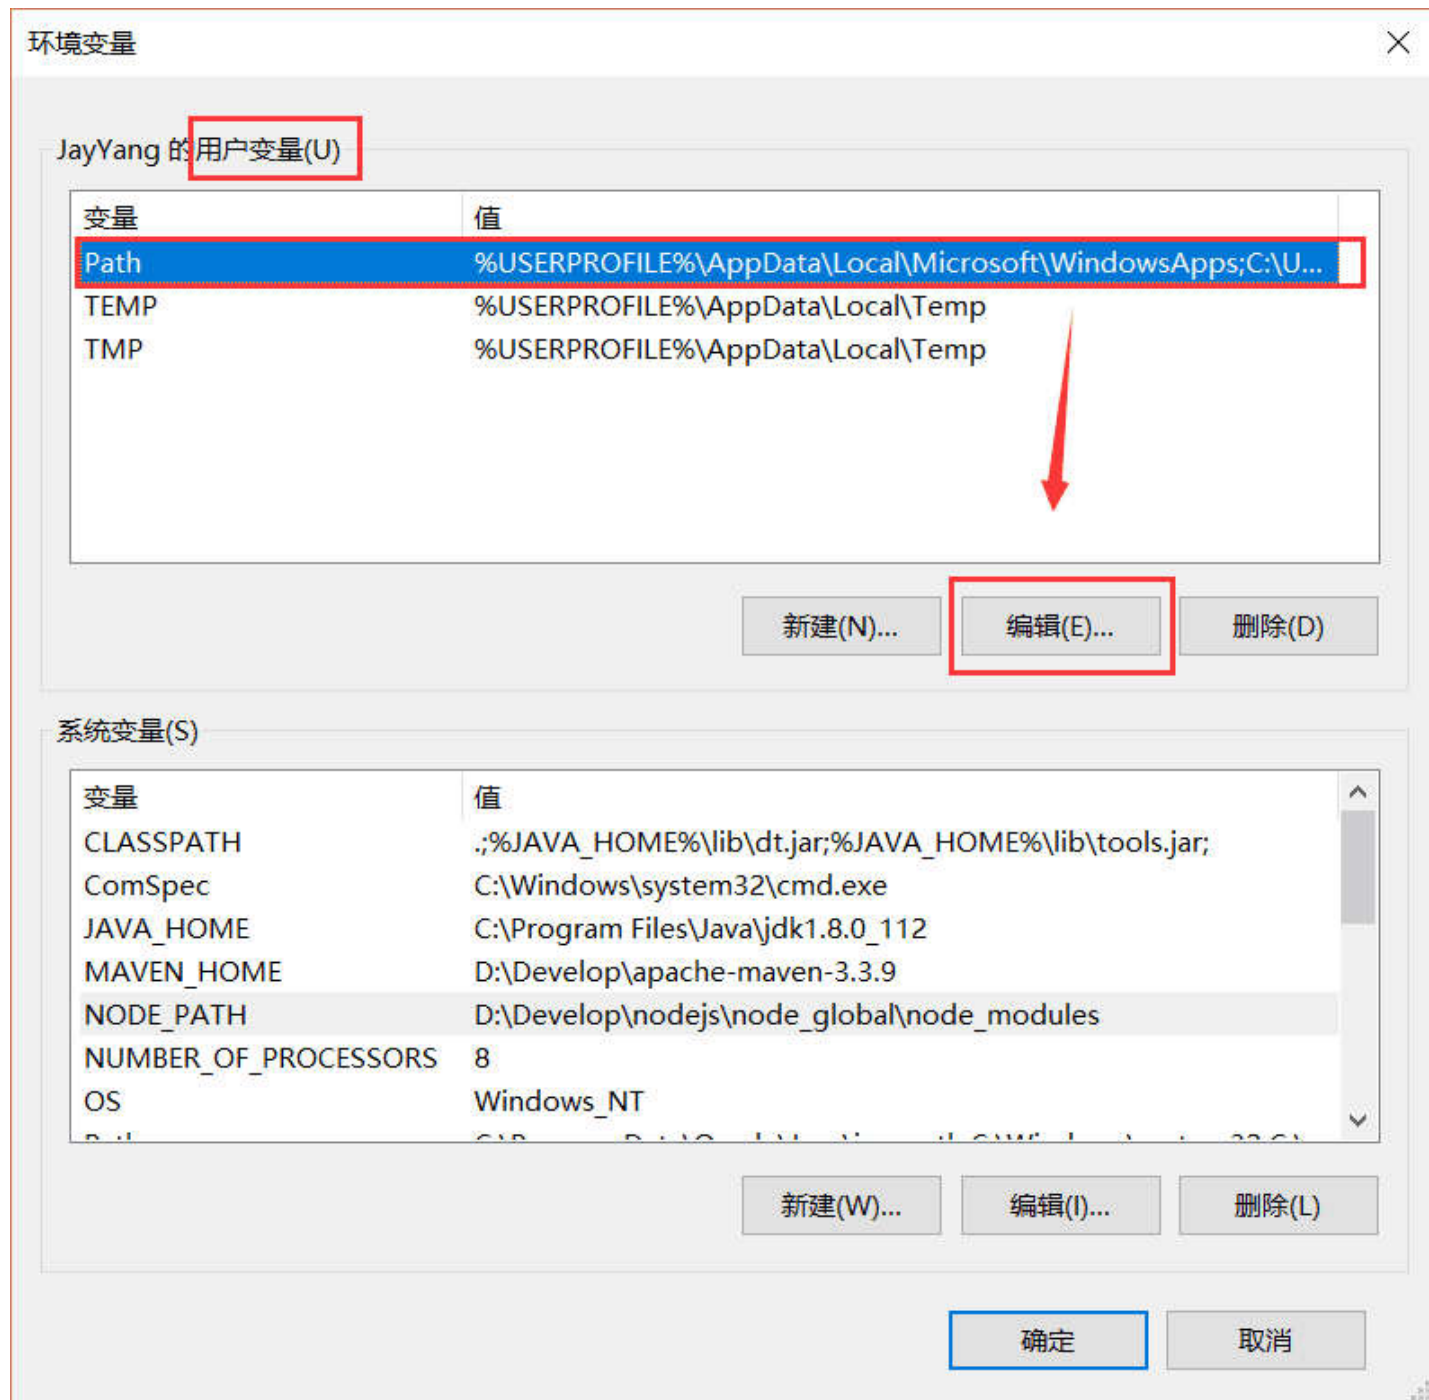 环境变量
JayYang 的用户变量(U)
变量 值
Path %USERPROFILE%\AppData\Local\Microsoft\WindowsApps;C:\U...
TEMP %USERPROFILE%\AppData\Local\Temp
TMP %USERPROFILE%\AppData\Local\Temp
新建(N)... 编辑(E)... 删除(D)
系统变量(S)
变量 值
CLASSPATH .;%JAVA_HOME%\lib\dt.jar;%JAVA_HOME%\lib\tools.jar;
ComSpec C:\Windows\system32\cmd.exe
JAVA_HOME C:\Program Files\Java\jdk1.8.0_112
MAVEN_HOME D:\Develop\apache-maven-3.3.9
NODE_PATH D:\Develop\nodejs\node_global\node_modules
NUMBER_OF_PROCESSORS 8
OS Windows_NT
新建(W)... 编辑(I)... 删除(L)
确定 取消